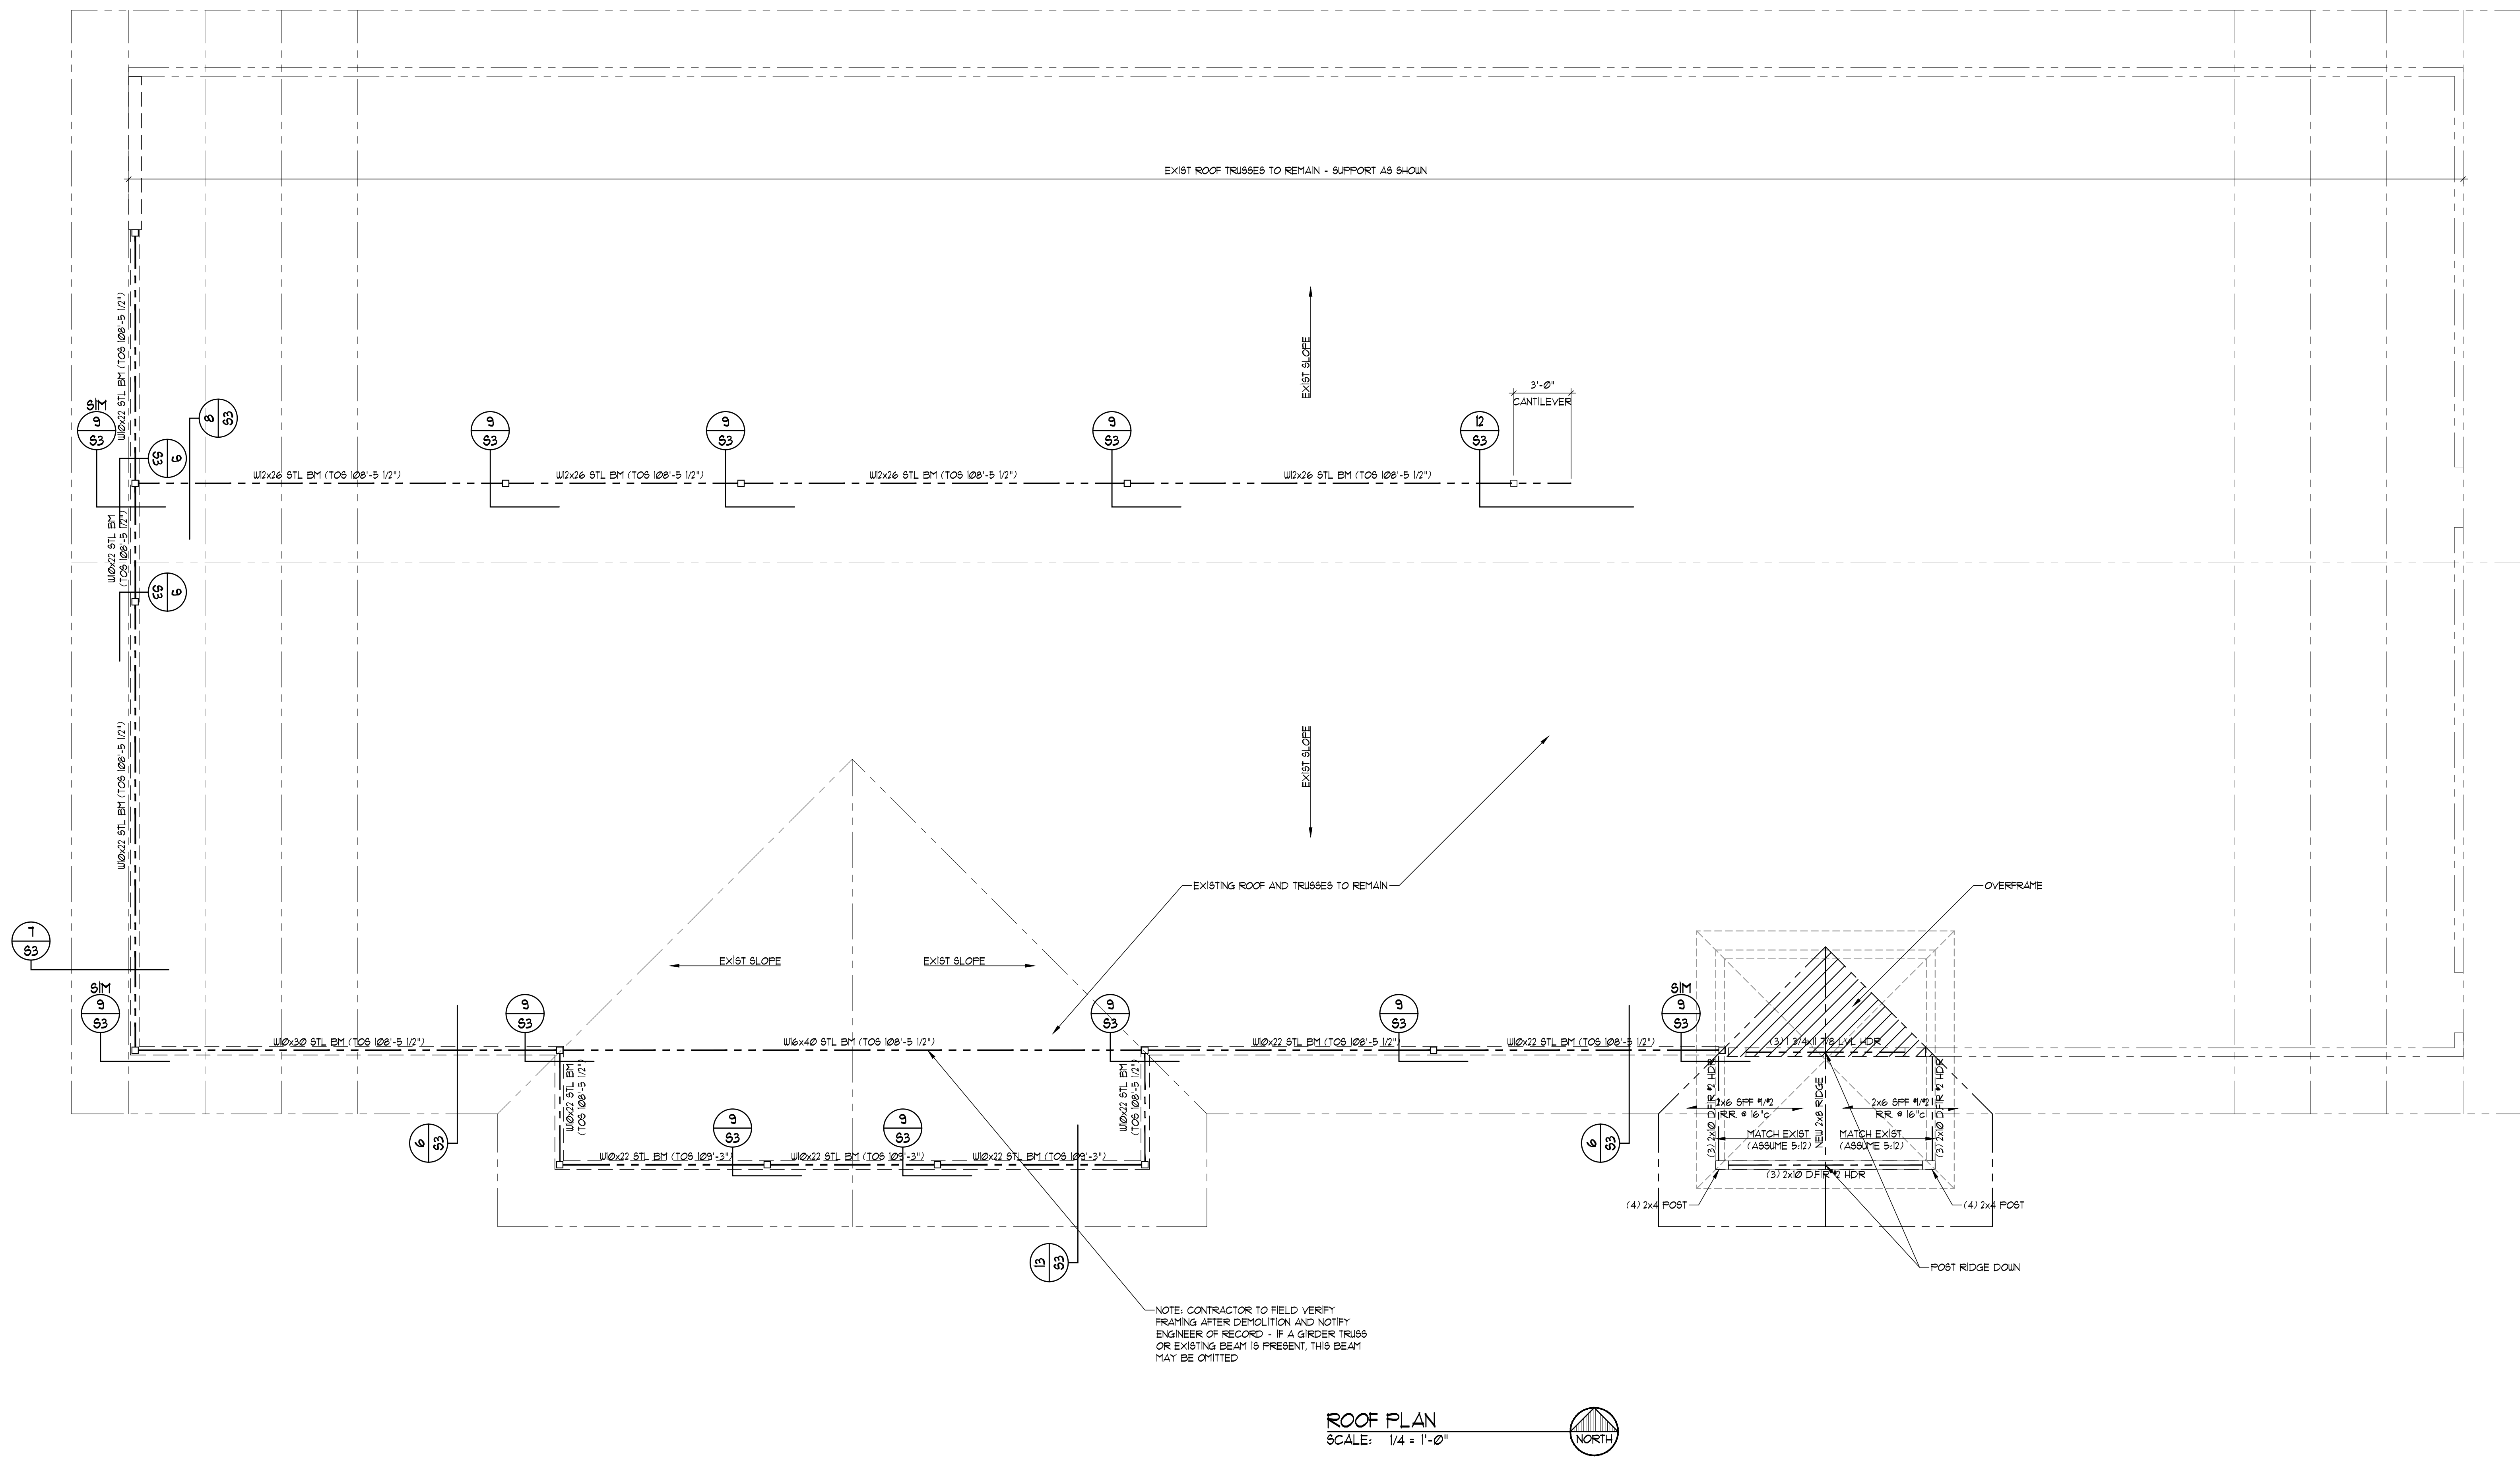 EXIST ROOF TRUSSES TO REMAIN - SUPPORT AS SHOWN
W10x22 STL BM (TOS 108'-5 1/2")
EXIST SLOPE
3'-0"
CANTILEVER
SIM
9
S3
8
S3
9
S3
9
S3
9
S3
9
S3
12
S3
W12x26 STL BM (TOS 108'-5 1/2")
W12x26 STL BM (TOS 108'-5 1/2")
W12x26 STL BM (TOS 108'-5 1/2")
W12x26 STL BM (TOS 108'-5 1/2")
W10x22 STL BM
(TOS 108'-5 1/2")
9
S3
W10x22 STL BM (TOS 108'-5 1/2")
EXIST SLOPE
EXISTING ROOF AND TRUSSES TO REMAIN
OVERFRAME
7
S3
EXIST SLOPE
EXIST SLOPE
SIM
9
S3
9
S3
9
S3
9
S3
SIM
9
S3
W10x30 STL BM (TOS 108'-5 1/2")
W16x40 STL BM (TOS 108'-5 1/2")
W10x22 STL BM (TOS 108'-5 1/2")
W10x22 STL BM (TOS 108'-5 1/2")
(3) 1 3/4x11 7/8 LVL HDR
W10x22 STL BM
(TOS 108'-5 1/2")
W10x22 STL BM
(TOS 108'-5 1/2")
(3) 2x10 D.FIR #2 HDR
NEW 2x8 RIDGE
(3) 2x10 D.FIR #2 HDR
2x6 SPF #1/#2
R.R. @ 16"c
2x6 SPF #1/#2
R.R. @ 16"c
MATCH EXIST
(ASSUME 5:12)
MATCH EXIST.
(ASSUME 5:12)
6
S3
9
S3
9
S3
6
S3
W10x22 STL BM (TOS 109'-3")
W10x22 STL BM (TOS 109'-3")
W10x22 STL BM (TOS 109'-3")
(3) 2x10 D.FIR #2 HDR
(4) 2x4 POST
(4) 2x4 POST
13
S3
POST RIDGE DOWN
NOTE: CONTRACTOR TO FIELD VERIFY
FRAMING AFTER DEMOLITION AND NOTIFY
ENGINEER OF RECORD - IF A GIRDER TRUSS
OR EXISTING BEAM IS PRESENT, THIS BEAM
MAY BE OMITTED
ROOF PLAN
SCALE: 1/4 = 1'-0"
NORTH